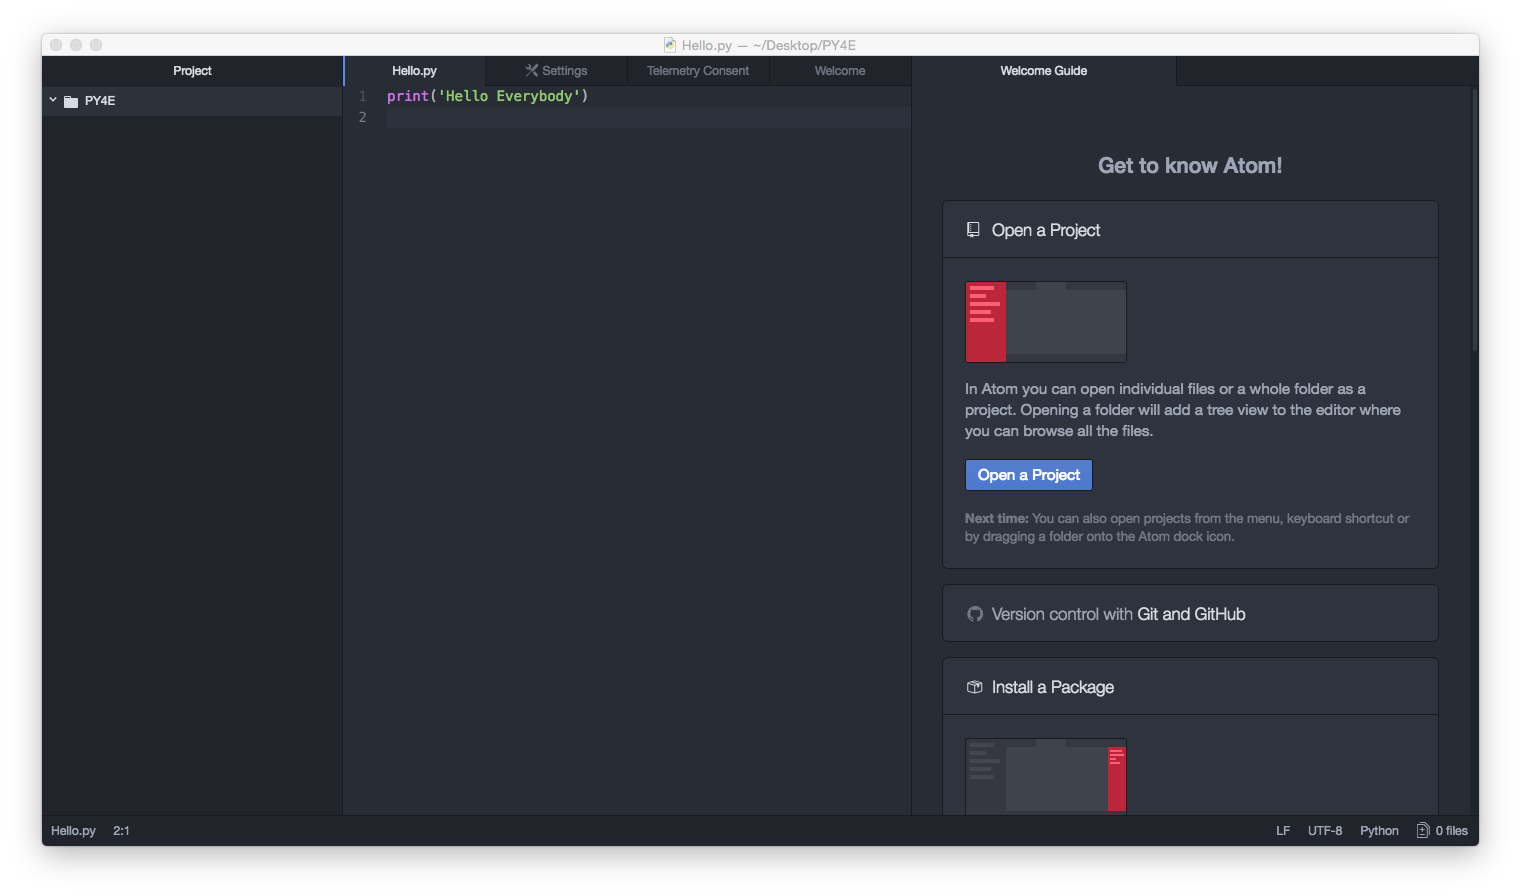 Hello.py — ~/Desktop/PY4E
Project
Hello.py
Settings
Telemetry Consent
Welcome
Welcome Guide
PY4E
1 print('Hello Everybody')
2
Get to know Atom!
Open a Project
In Atom you can open individual files or a whole folder as a
project. Opening a folder will add a tree view to the editor where
you can browse all the files.
Open a Project
Next time: You can also open projects from the menu, keyboard shortcut or
by dragging a folder onto the Atom dock icon.
Version control with Git and GitHub
Install a Package
Hello.py 2:1
LF UTF-8 Python 0 files